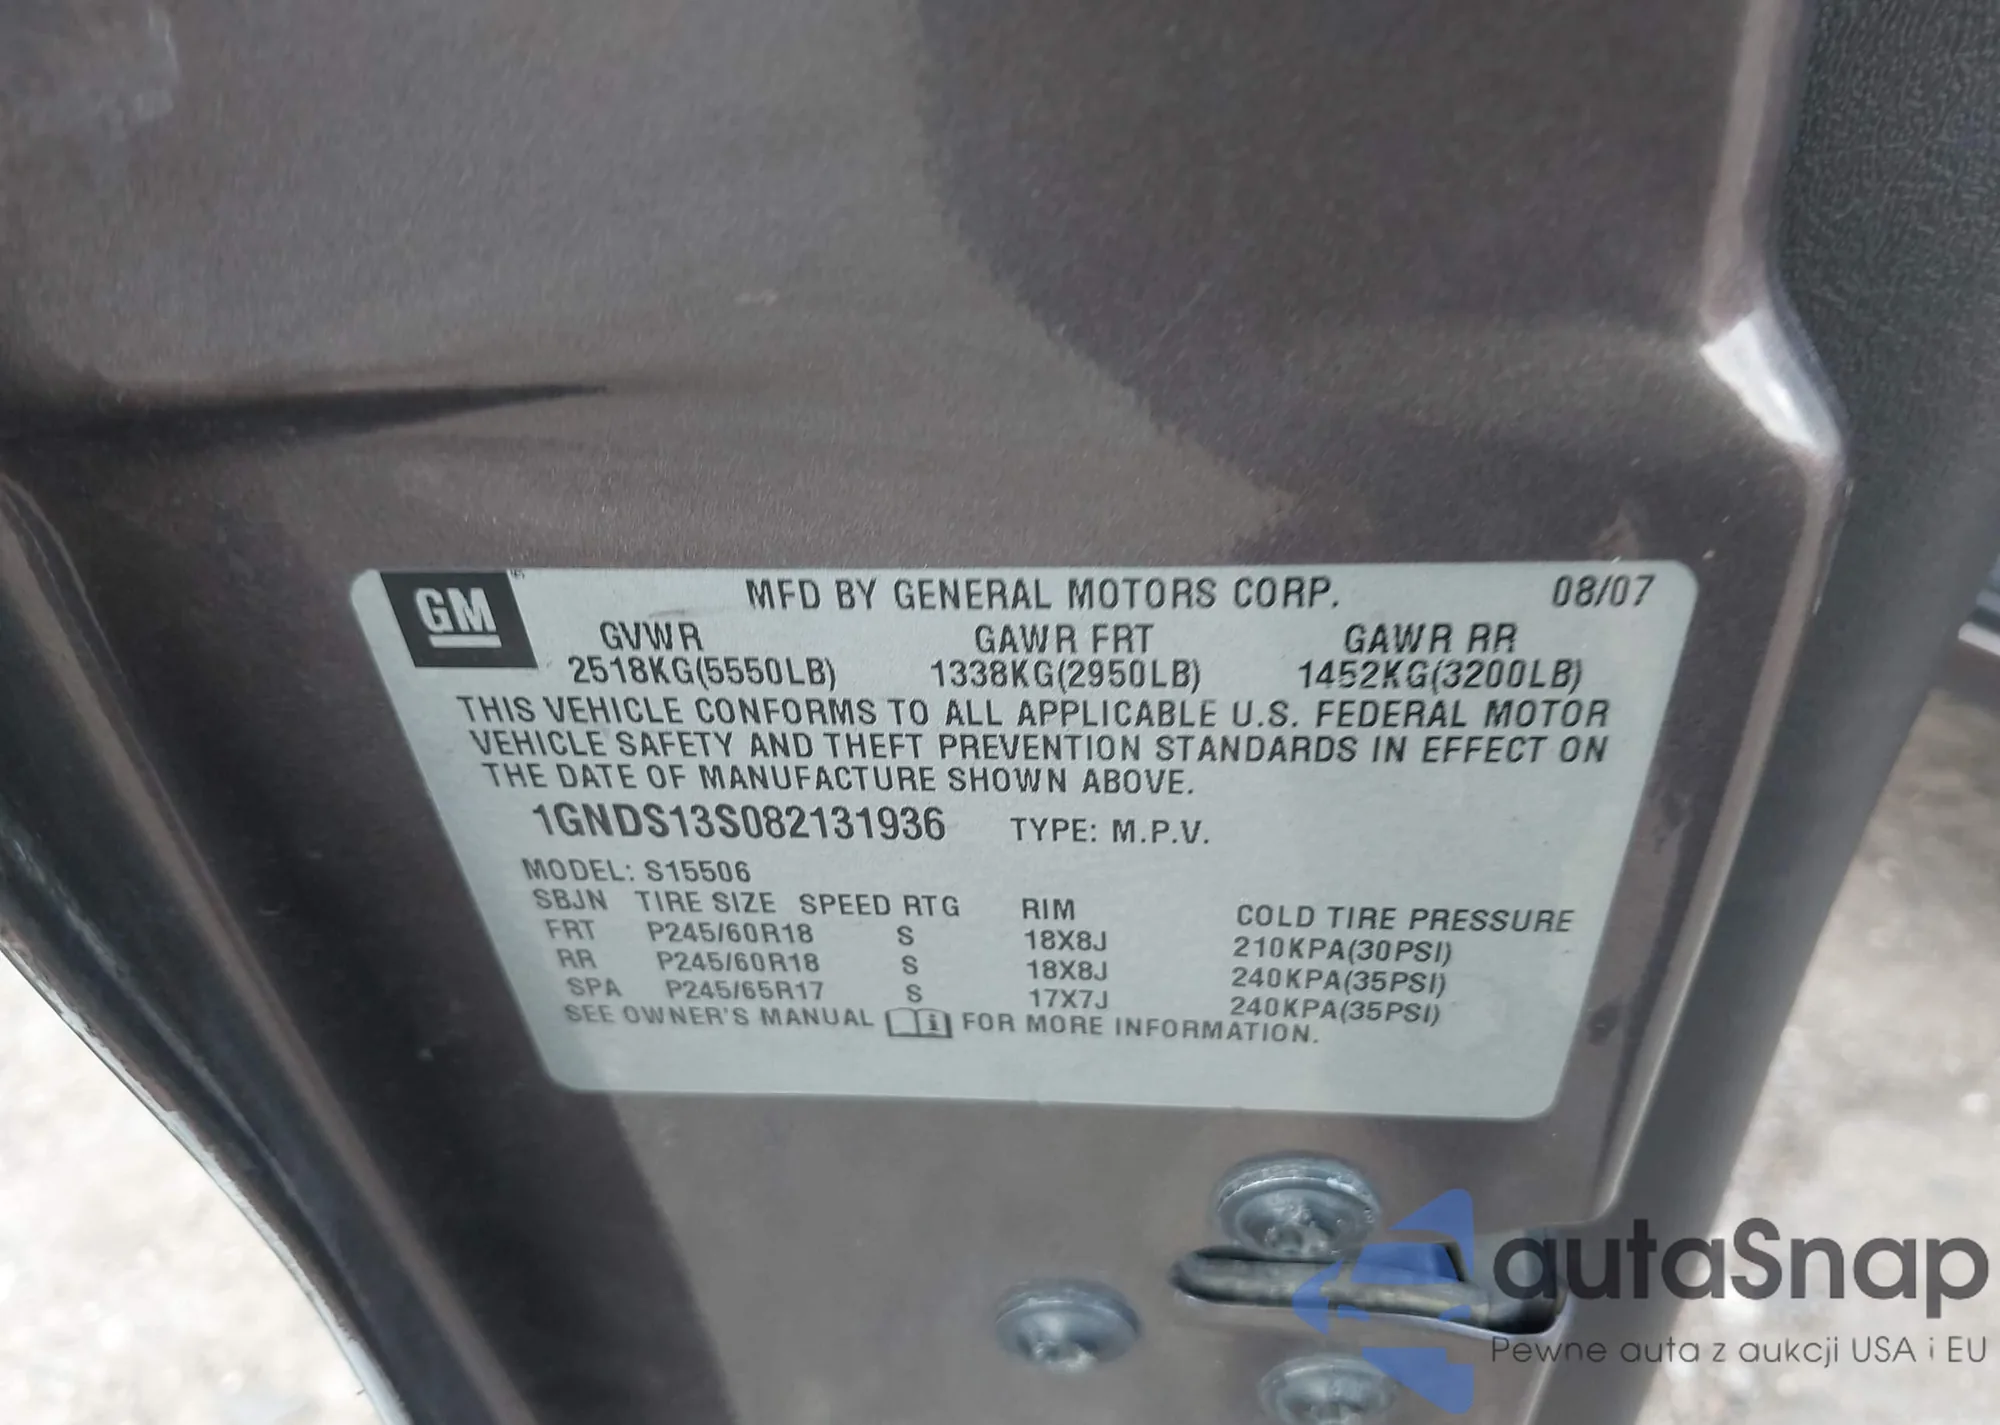 GM
MFD BY GENERAL MOTORS CORP. 08/07
GVWR GAWR FRT GAWR RR
2518KG(5550LB) 1338KG(2950LB) 1452KG(3200LB)
THIS VEHICLE CONFORMS TO ALL APPLICABLE U.S. FEDERAL MOTOR
VEHICLE SAFETY AND THEFT PREVENTION STANDARDS IN EFFECT ON
THE DATE OF MANUFACTURE SHOWN ABOVE.
1GNDS13S082131936 TYPE: M.P.V.
MODEL: S15506
SBJN TIRE SIZE SPEED RTG RIM COLD TIRE PRESSURE
FRT P245/60R18 S 18X8J 210KPA(30PSI)
RR P245/60R18 S 18X8J 240KPA(35PSI)
SPA P245/65R17 S 17X7J 240KPA(35PSI)
SEE OWNER'S MANUAL FOR MORE INFORMATION.
autaSnap
Pewne auta z aukcji USA i EU